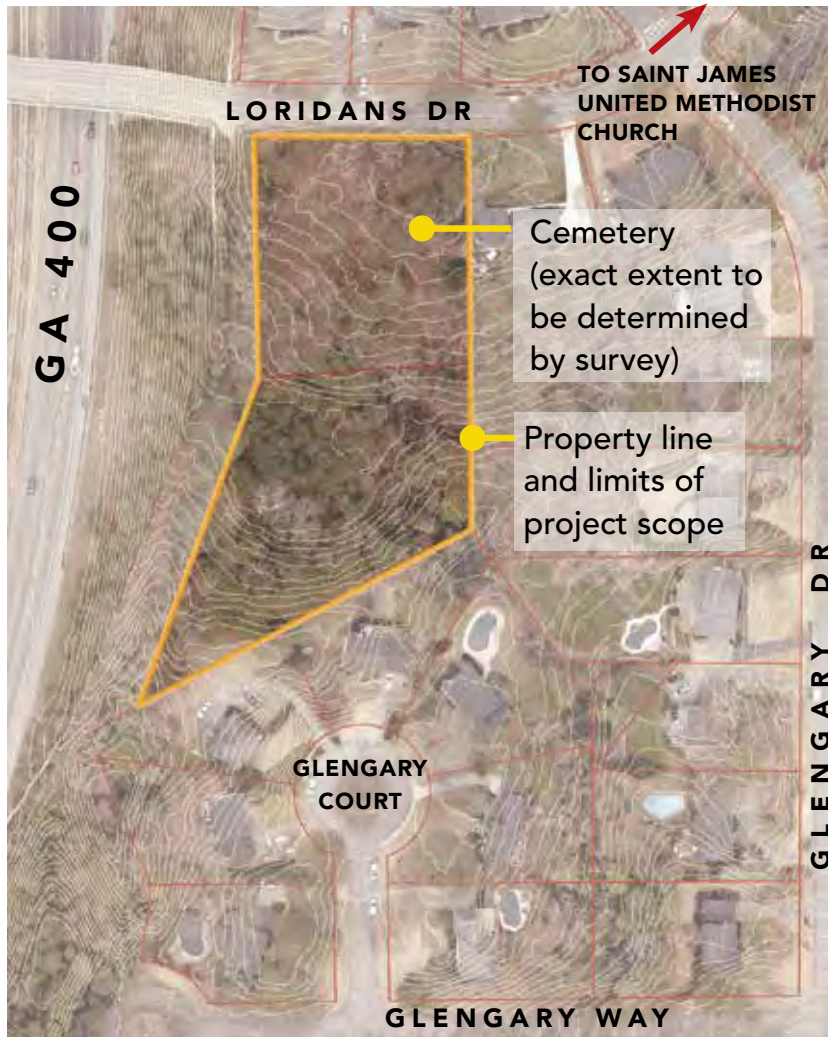 TO SAINT JAMES
UNITED METHODIST
CHURCH
LORIDANS DR
GA 400
Cemetery
(exact extent to
be determined
by survey)
Property line
and limits of
project scope
GLENGARY DR
GLENGARY
COURT
GLENGARY WAY